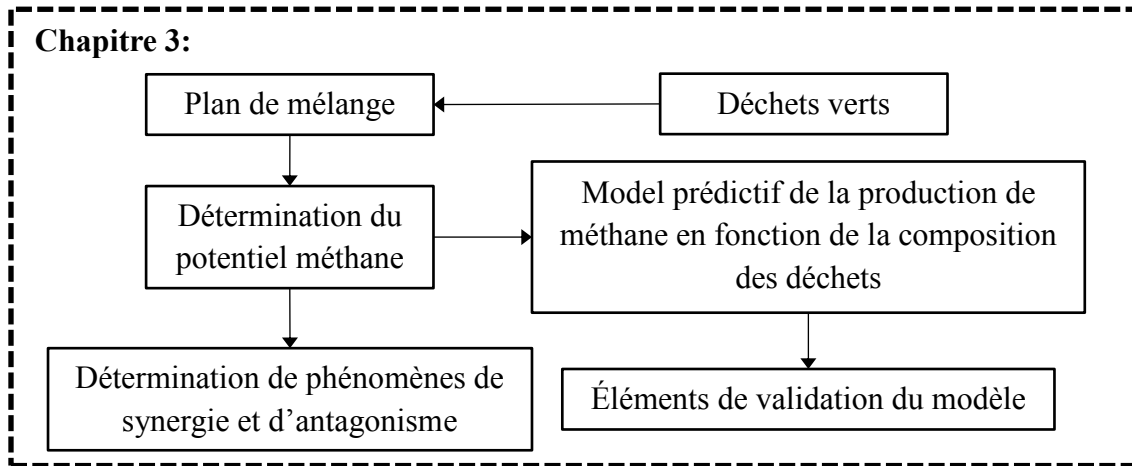 Chapitre 3:
Plan de mélange
Déchets verts
Détermination du
potentiel méthane
Model prédictif de la production de
méthane en fonction de la composition
des déchets
Détermination de phénomènes de
synergie et d’antagonisme
Éléments de validation du modèle